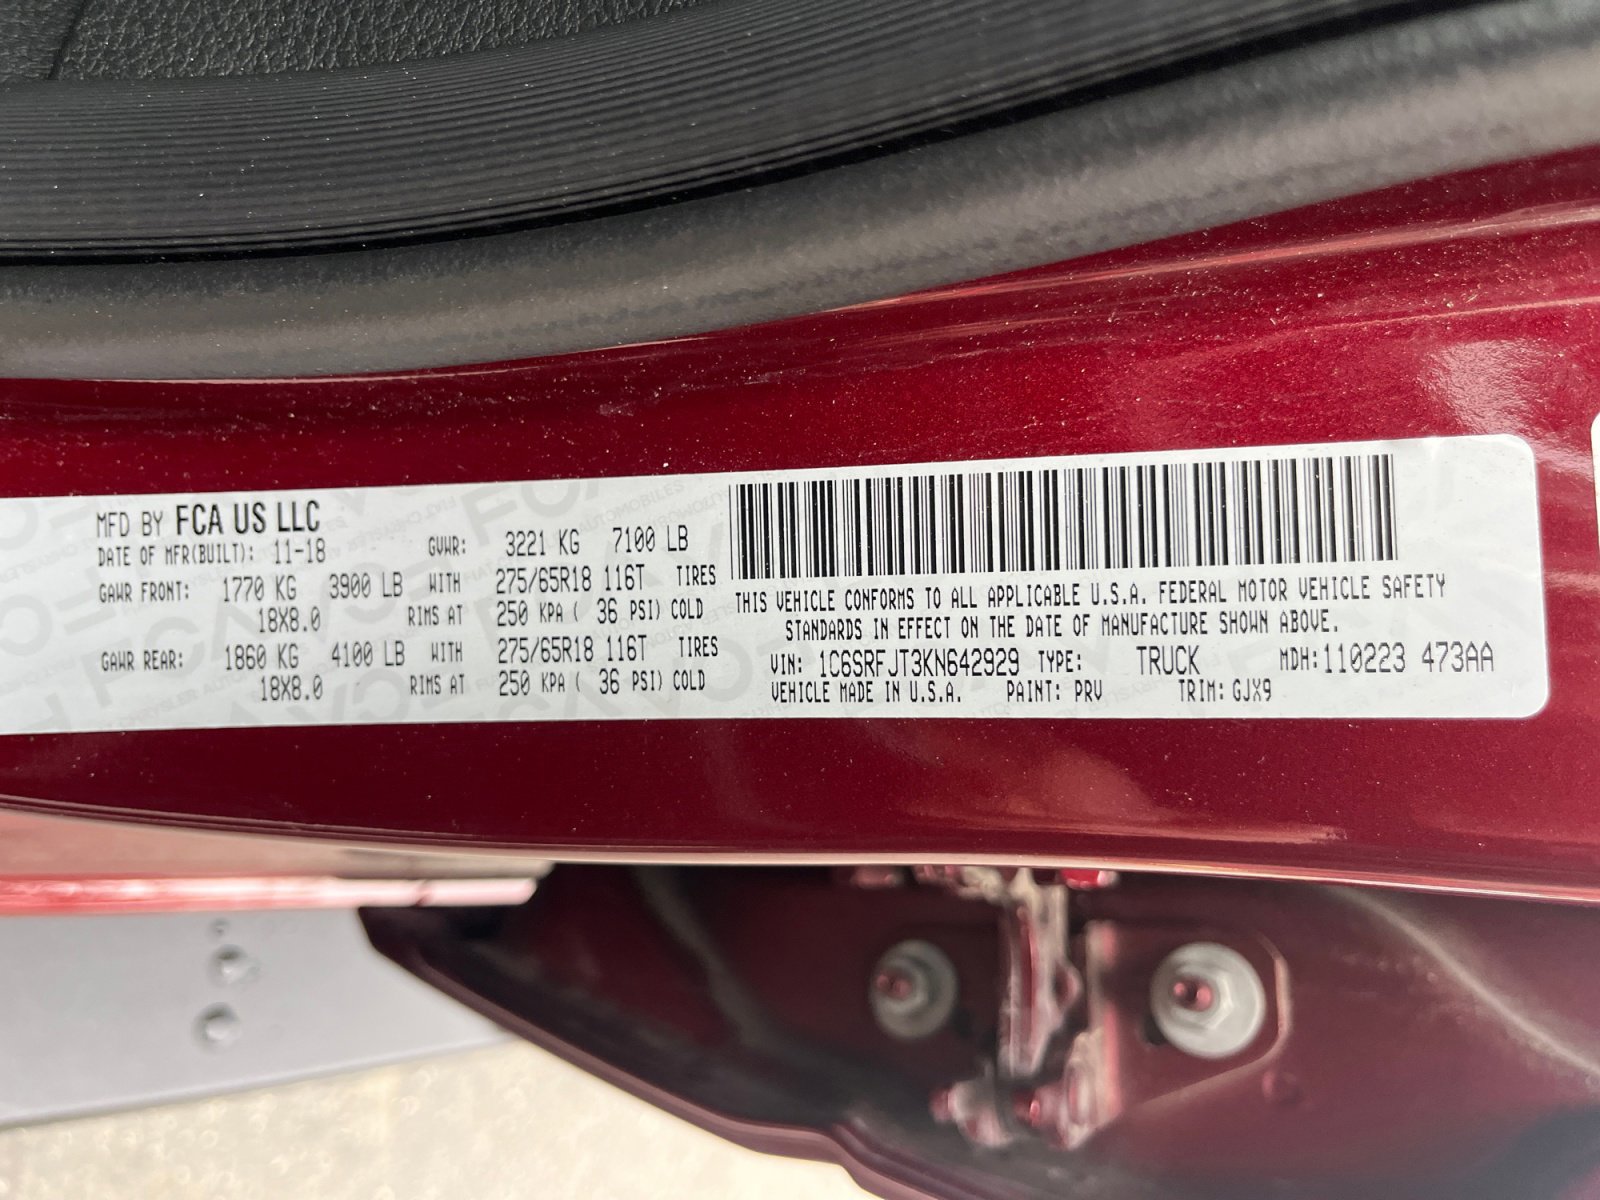 MFD BY FCA US LLC
DATE OF MFR(BUILT): 11-18 GVWR: 3221 KG 7100 LB
GAWR FRONT: 1770 KG 3900 LB WITH 275/65R18 116T TIRES
18X8.0 RIMS AT 250 KPA ( 36 PSI) COLD
GAWR REAR: 1860 KG 4100 LB WITH 275/65R18 116T TIRES
18X8.0 RIMS AT 250 KPA ( 36 PSI) COLD
THIS VEHICLE CONFORMS TO ALL APPLICABLE U.S.A. FEDERAL MOTOR VEHICLE SAFETY
STANDARDS IN EFFECT ON THE DATE OF MANUFACTURE SHOWN ABOVE.
VIN: 1C6SRFJT3KN642929 TYPE: TRUCK MDH:110223 473AA
VEHICLE MADE IN U.S.A. PAINT: PRV TRIM: GJX9